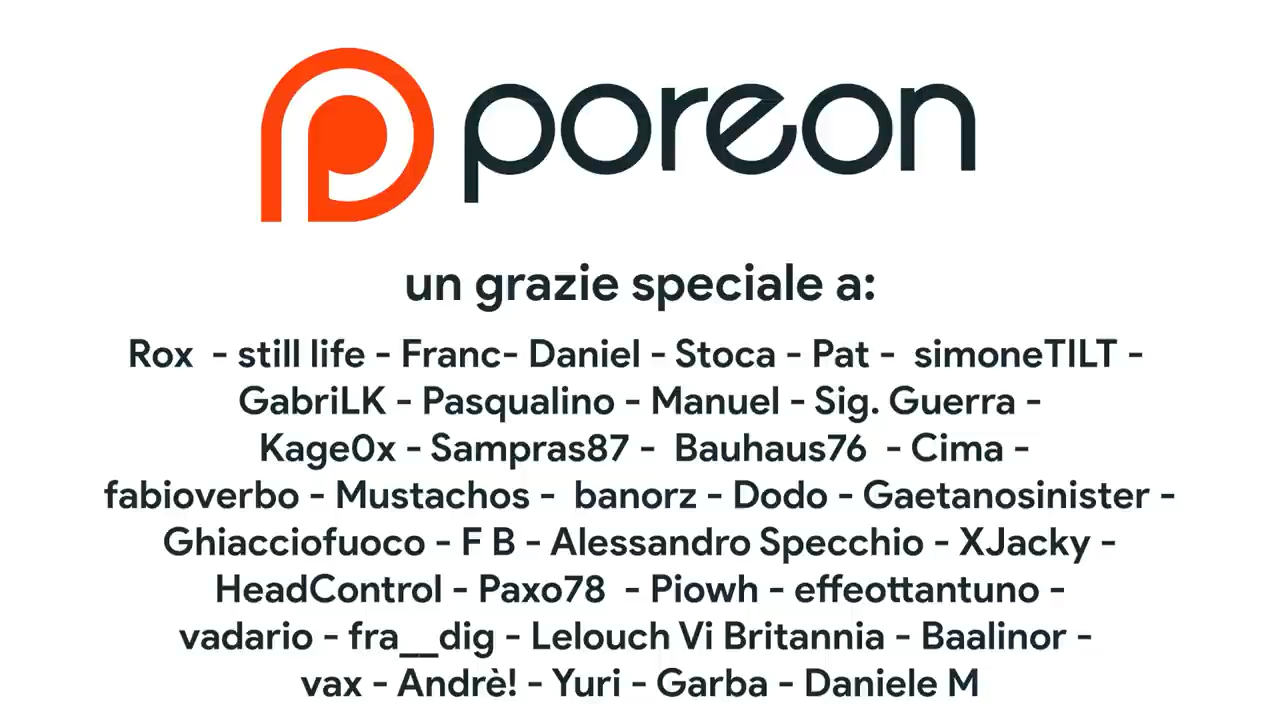 poreon
un grazie speciale a:
Rox - still life - Franc- Daniel - Stoca - Pat - simoneTILT -
GabriLK - Pasqualino - Manuel - Sig. Guerra -
Kage0x - Sampras87 - Bauhaus76 - Cima -
fabioverbo - Mustachos - banorz - Dodo - Gaetanosinister -
Ghiacciofuoco - F B - Alessandro Specchio - XJacky -
HeadControl - Paxo78 - Piowh - effeottantuno -
vadario - fra__dig - Lelouch Vi Britannia - Baalinor -
vax - Andrè! - Yuri - Garba - Daniele M